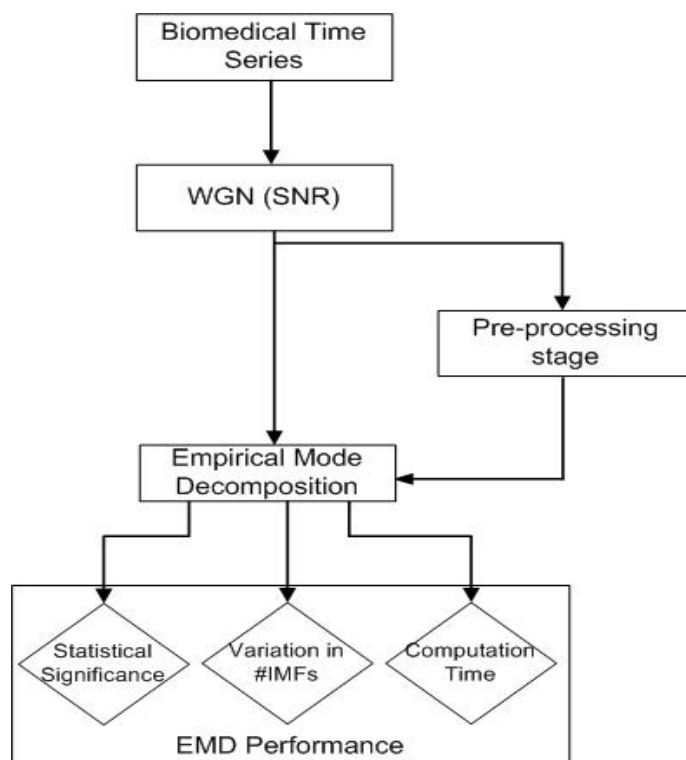 Biomedical Time
Series
WGN (SNR)
Pre-processing
stage
Empirical Mode
Decomposition
Statistical
Significance
Variation in
#IMFs
Computation
Time
EMD Performance